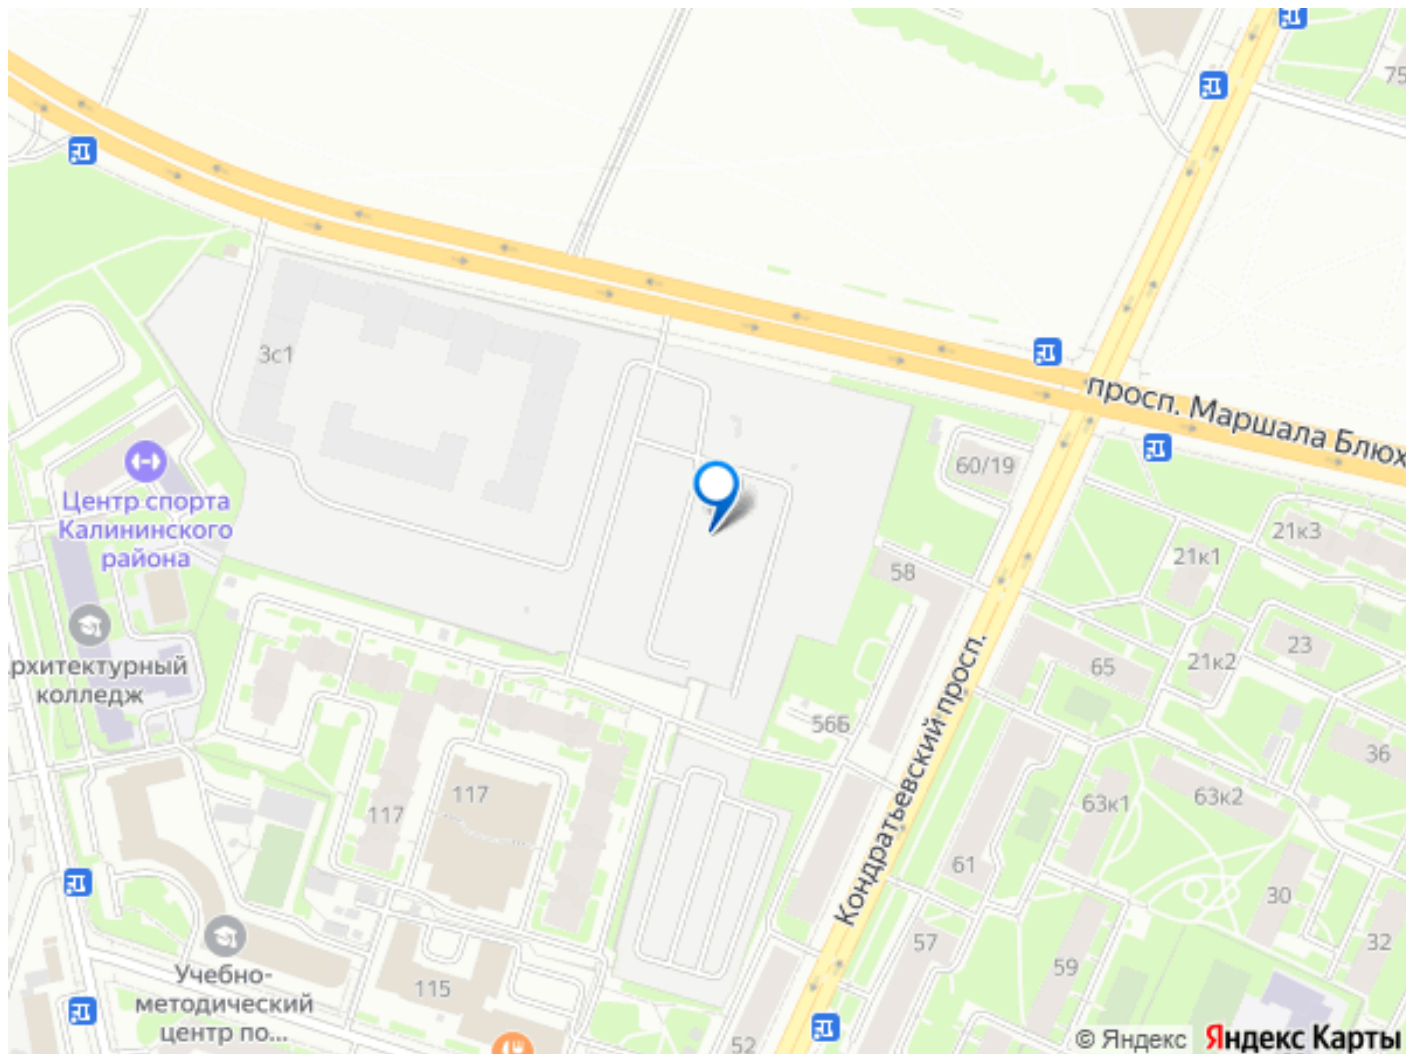 75
3с1
просп. Маршала Блюх
60/19
Центр спорта
Калининского
района
21к3
21к1
58
рхитектурный
колледж
65
21к2
23
56Б
Кондратьевский просп.
36
117
117
63к1
63к2
61
30
57
32
59
Учебно-
методический
центр по...
115
52
© Яндекс Яндекс Карты